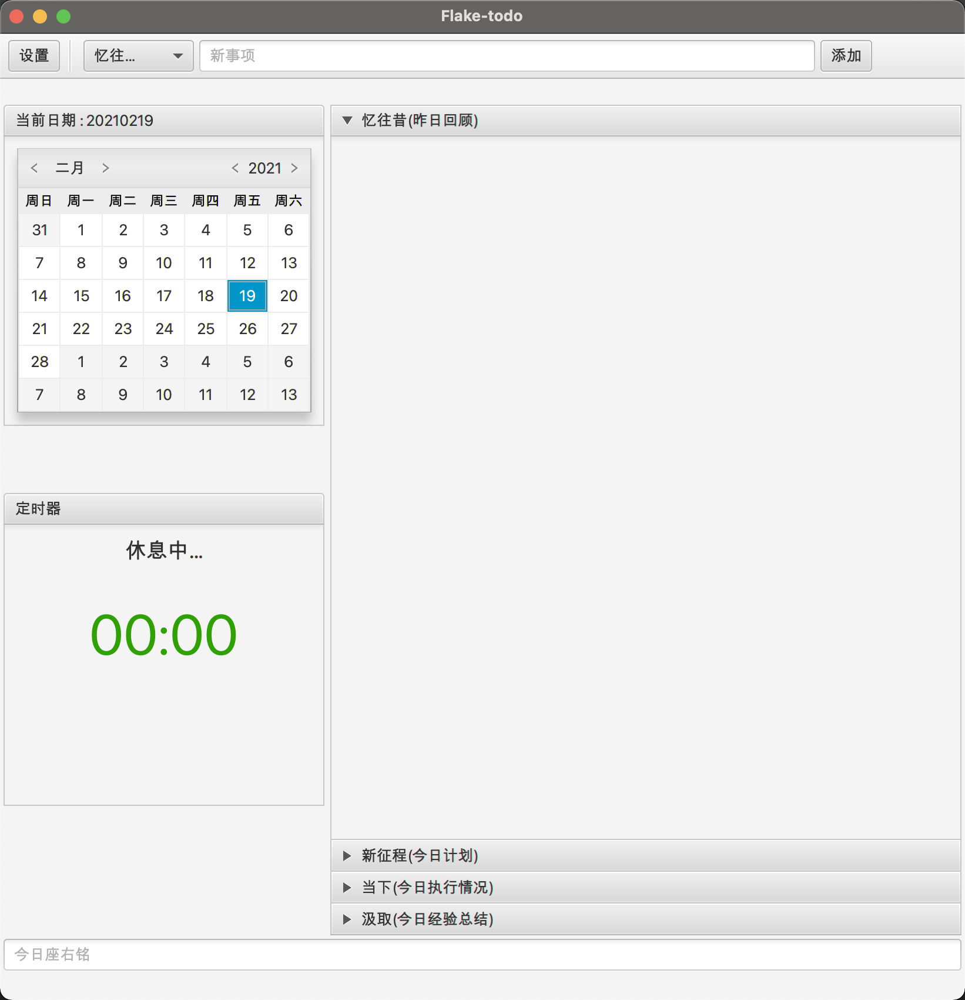 Flake-todo
设置 忆往... 新事项 添加
当前日期:20210219
< 二月 > < 2021 >
周日 周一 周二 周三 周四 周五 周六
31 1 2 3 4 5 6
7 8 9 10 11 12 13
14 15 16 17 18 19 20
21 22 23 24 25 26 27
28 1 2 3 4 5 6
7 8 9 10 11 12 13
定时器
休息中...
00:00
忆往昔(昨日回顾)
新征程(今日计划)
当下(今日执行情况)
汲取(今日经验总结)
今日座右铭